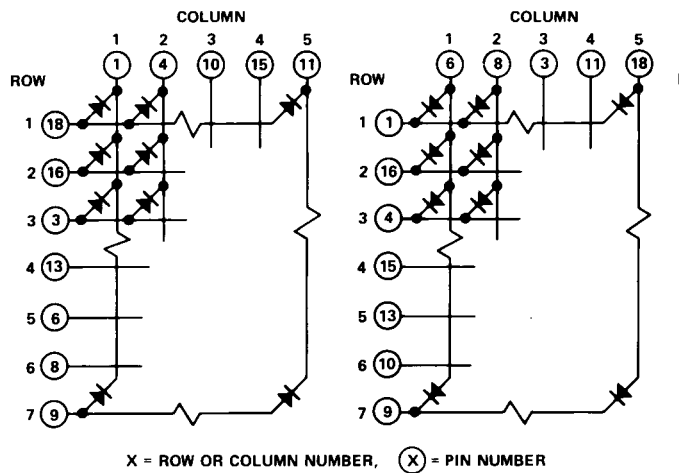 COLUMN COLUMN
1 2 3 4 5 1 2 3 4 5
ROW 1 4 10 15 11 ROW 6 8 3 11 18
1 18 1 1
2 16 2 16
3 3 3 4
4 13 4 15
5 6 5 13
6 8 6 10
7 9 7 9
X = ROW OR COLUMN NUMBER, X = PIN NUMBER